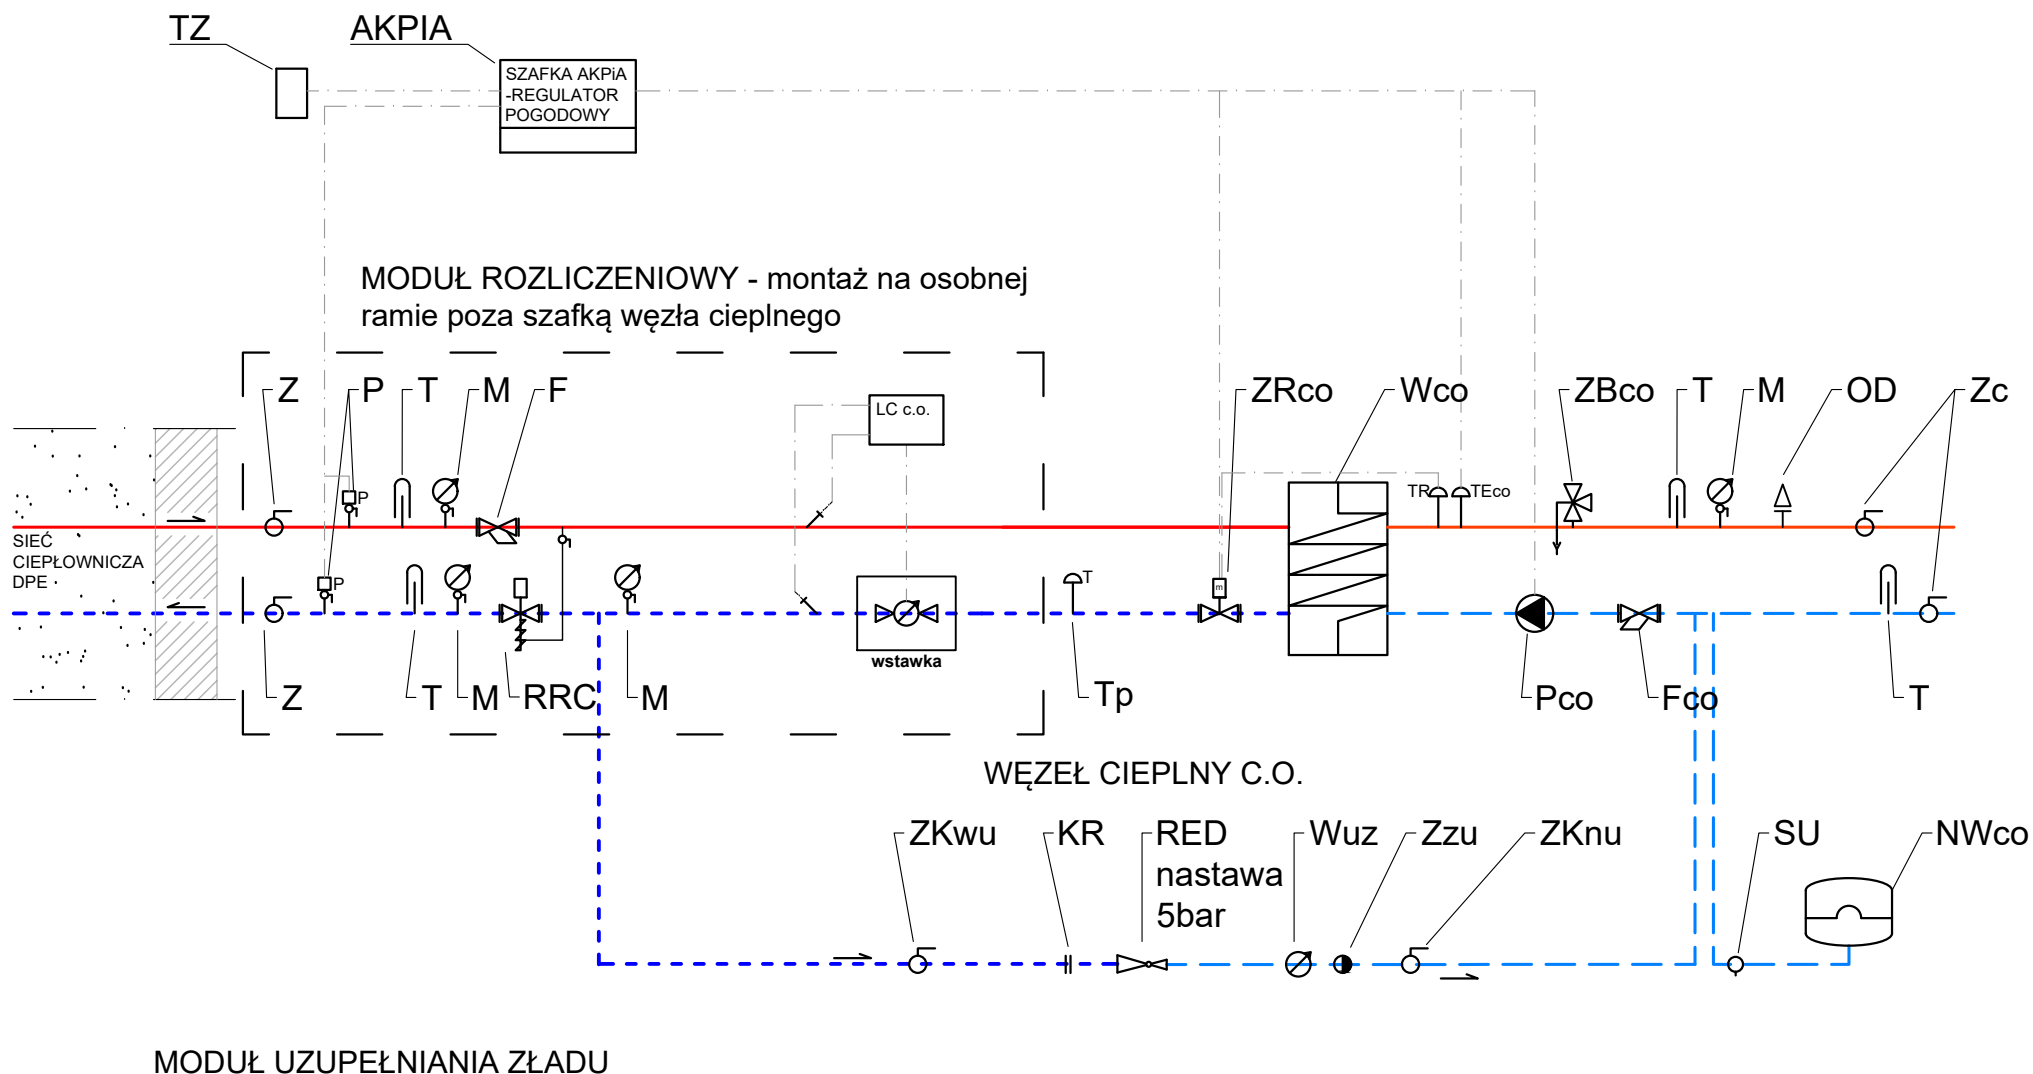 TZ
AKPIA
SZAFKA AKPiA
-REGULATOR
POGODOWY
MODUŁ ROZLICZENIOWY - montaż na osobnej
ramie poza szafką węzła cieplnego
Z
P
T
M
F
LC c.o.
ZRco
Wco
ZBco
T
M
OD
Zc
P
TR
TEco
SIEĆ
CIEPŁOWNICZA
DPE
P
T
m
wstawka
Z
T
M
RRC
M
Tp
Pco
Fco
T
WĘZEŁ CIEPLNY C.O.
ZKwu
KR
RED
nastawa
5bar
Wuz
Zzu
ZKnu
SU
NWco
MODUŁ UZUPEŁNIANIA ZŁADU